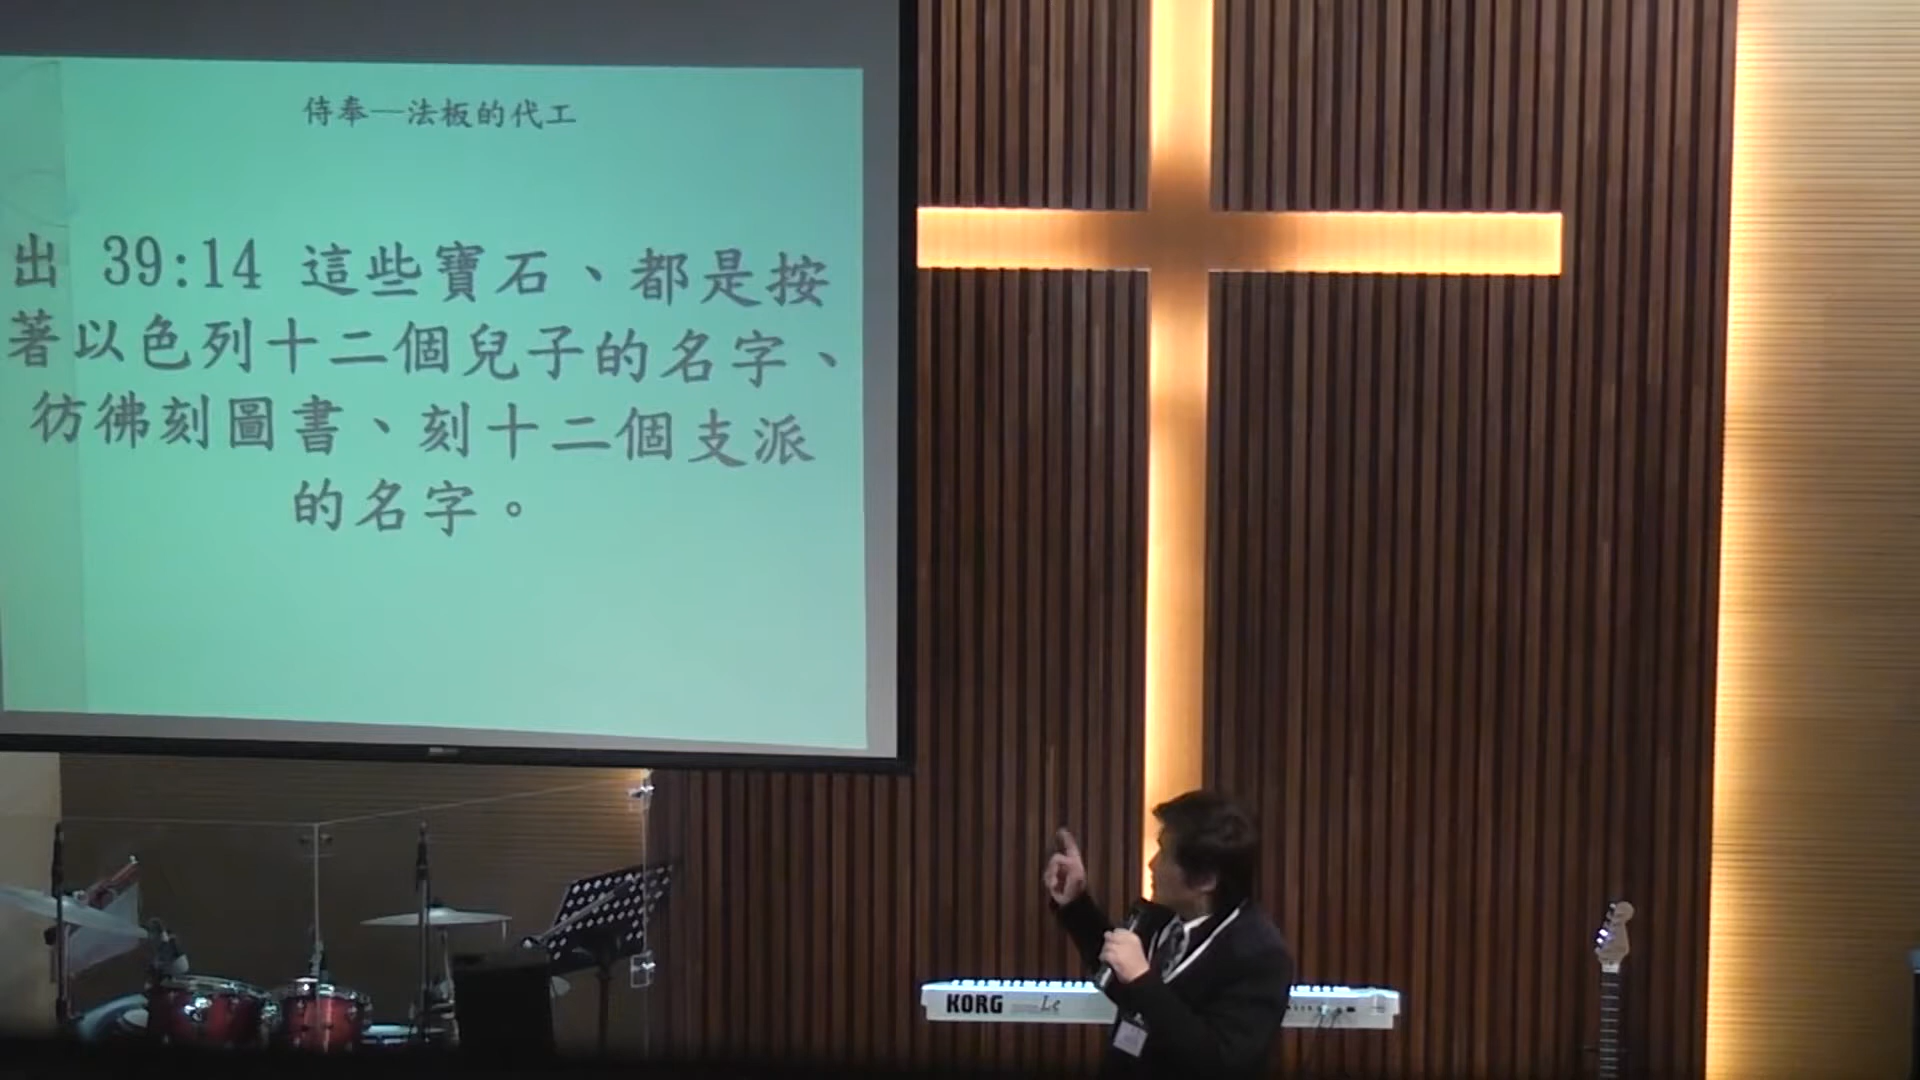 侍奉—法板的代工
出 39:14 這些寶石、都是按
著以色列十二個兒子的名字、
彷彿刻圖書、刻十二個支派
的名字。
KORG
Le